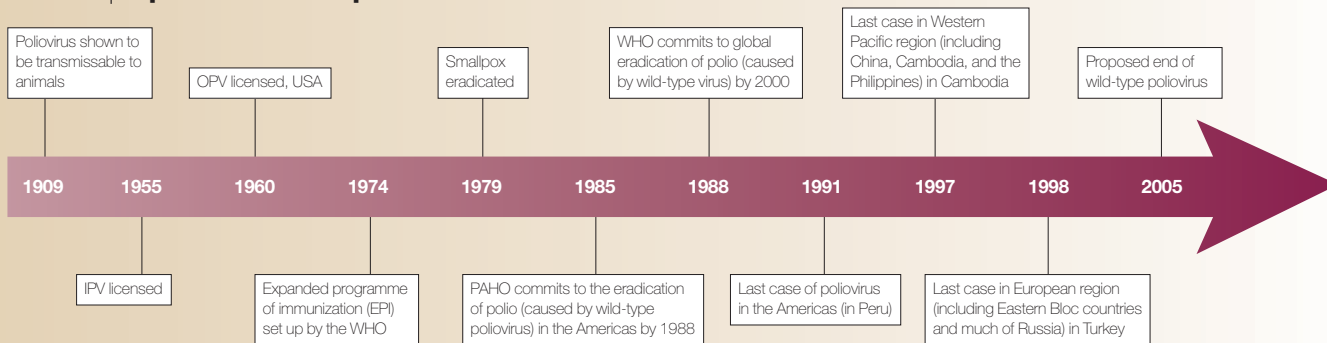 Poliovirus shown to
be transmissable to
animals
OPV licensed, USA
Smallpox
eradicated
WHO commits to global
eradication of polio (caused
by wild-type virus) by 2000
Last case in Western
Pacific region (including
China, Cambodia, and the
Philippines) in Cambodia
Proposed end of
wild-type poliovirus
1909 1955 1960 1974 1979 1985 1988 1991 1997 1998 2005
IPV licensed
Expanded programme
of immunization (EPI)
set up by the WHO
PAHO commits to the eradication
of polio (caused by wild-type
poliovirus) in the Americas by 1988
Last case of poliovirus
in the Americas (in Peru)
Last case in European region
(including Eastern Bloc countries
and much of Russia) in Turkey